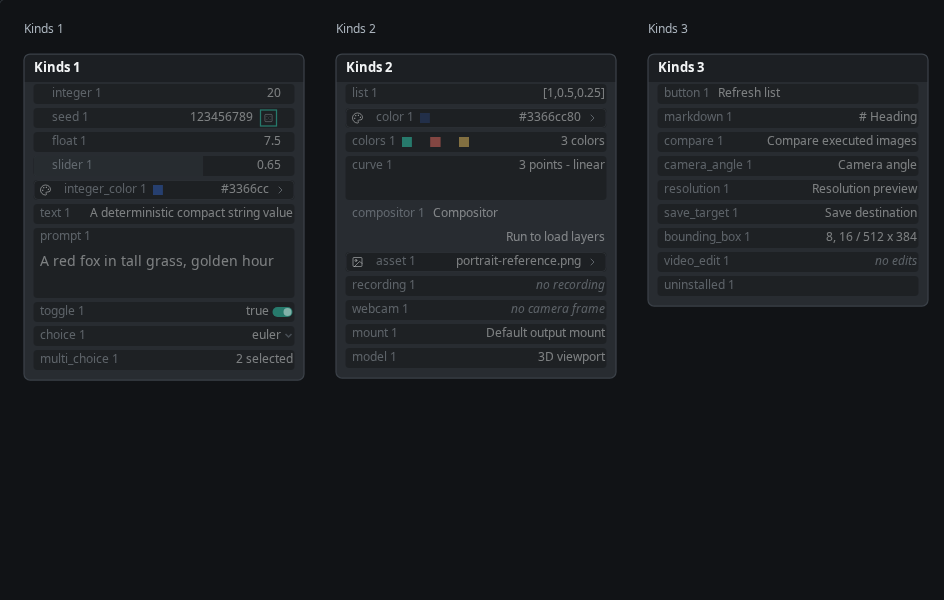 Kinds 1
Kinds 1
integer 1 20
seed 1 123456789
float 1 7.5
slider 1 0.65
integer_color 1 #3366cc
text 1 A deterministic compact string value
prompt 1
A red fox in tall grass, golden hour
toggle 1 true
choice 1 euler
multi_choice 1 2 selected
Kinds 2
Kinds 2
list 1 [1,0.5,0.25]
color 1 #3366cc80
colors 1 3 colors
curve 1 3 points - linear
compositor 1 Compositor
Run to load layers
asset 1 portrait-reference.png
recording 1 no recording
webcam 1 no camera frame
mount 1 Default output mount
model 1 3D viewport
Kinds 3
Kinds 3
button 1 Refresh list
markdown 1 # Heading
compare 1 Compare executed images
camera_angle 1 Camera angle
resolution 1 Resolution preview
save_target 1 Save destination
bounding_box 1 8, 16 / 512 x 384
video_edit 1 no edits
uninstalled 1